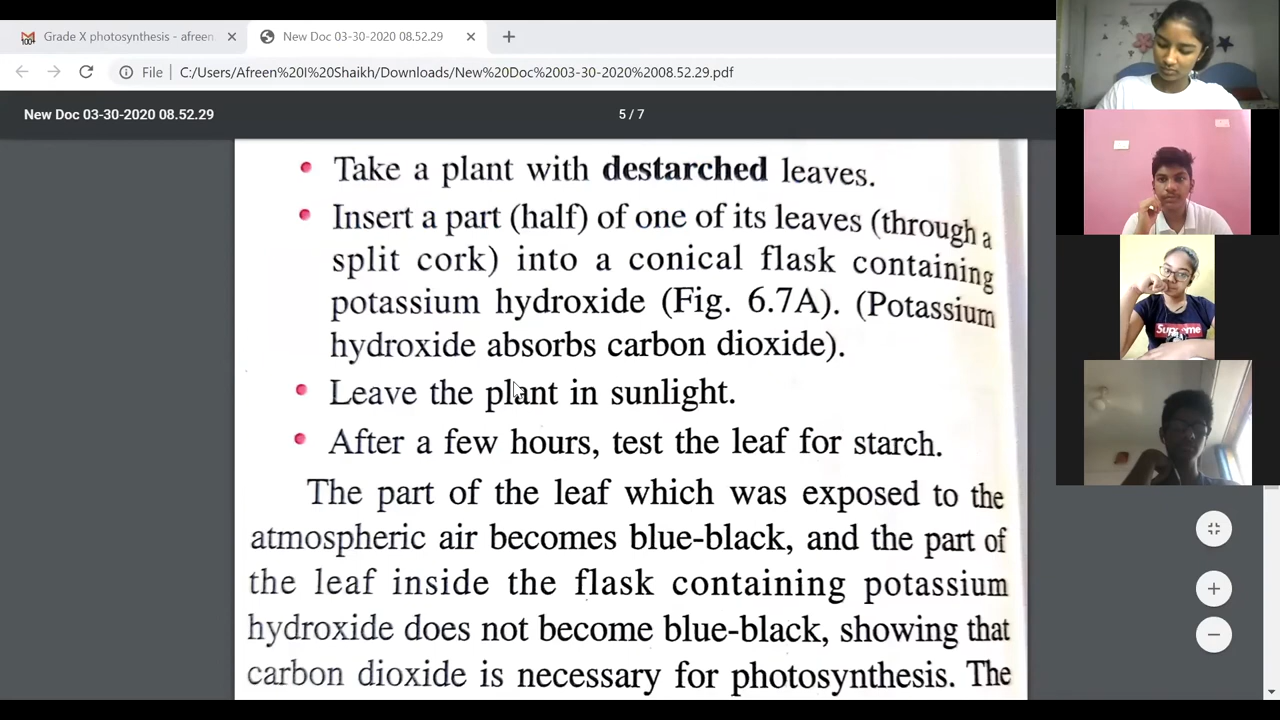 Grade X photosynthesis - afreen
New Doc 03-30-2020 08.52.29
File
C:/Users/Afreen%20I%20Shaikh/Downloads/New%20Doc%2003-30-2020%2008.52.29.pdf
New Doc 03-30-2020 08.52.29
5 / 7
• Take a plant with destarched leaves.
• Insert a part (half) of one of its leaves (through a
split cork) into a conical flask containing
potassium hydroxide (Fig. 6.7A). (Potassium
hydroxide absorbs carbon dioxide).
• Leave the plant in sunlight.
• After a few hours, test the leaf for starch.
The part of the leaf which was exposed to the
atmospheric air becomes blue-black, and the part of
the leaf inside the flask containing potassium
hydroxide does not become blue-black, showing that
carbon dioxide is necessary for photosynthesis. The
Supreme